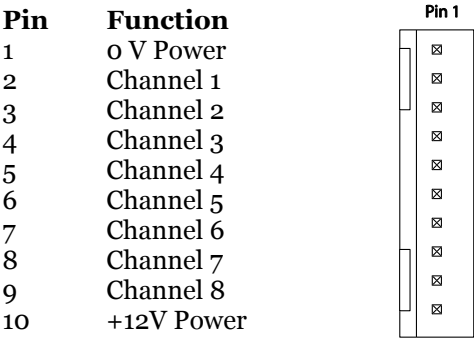 Pin Function
1 0 V Power
2 Channel 1
3 Channel 2
4 Channel 3
5 Channel 4
6 Channel 5
7 Channel 6
8 Channel 7
9 Channel 8
10 +12V Power
Pin 1